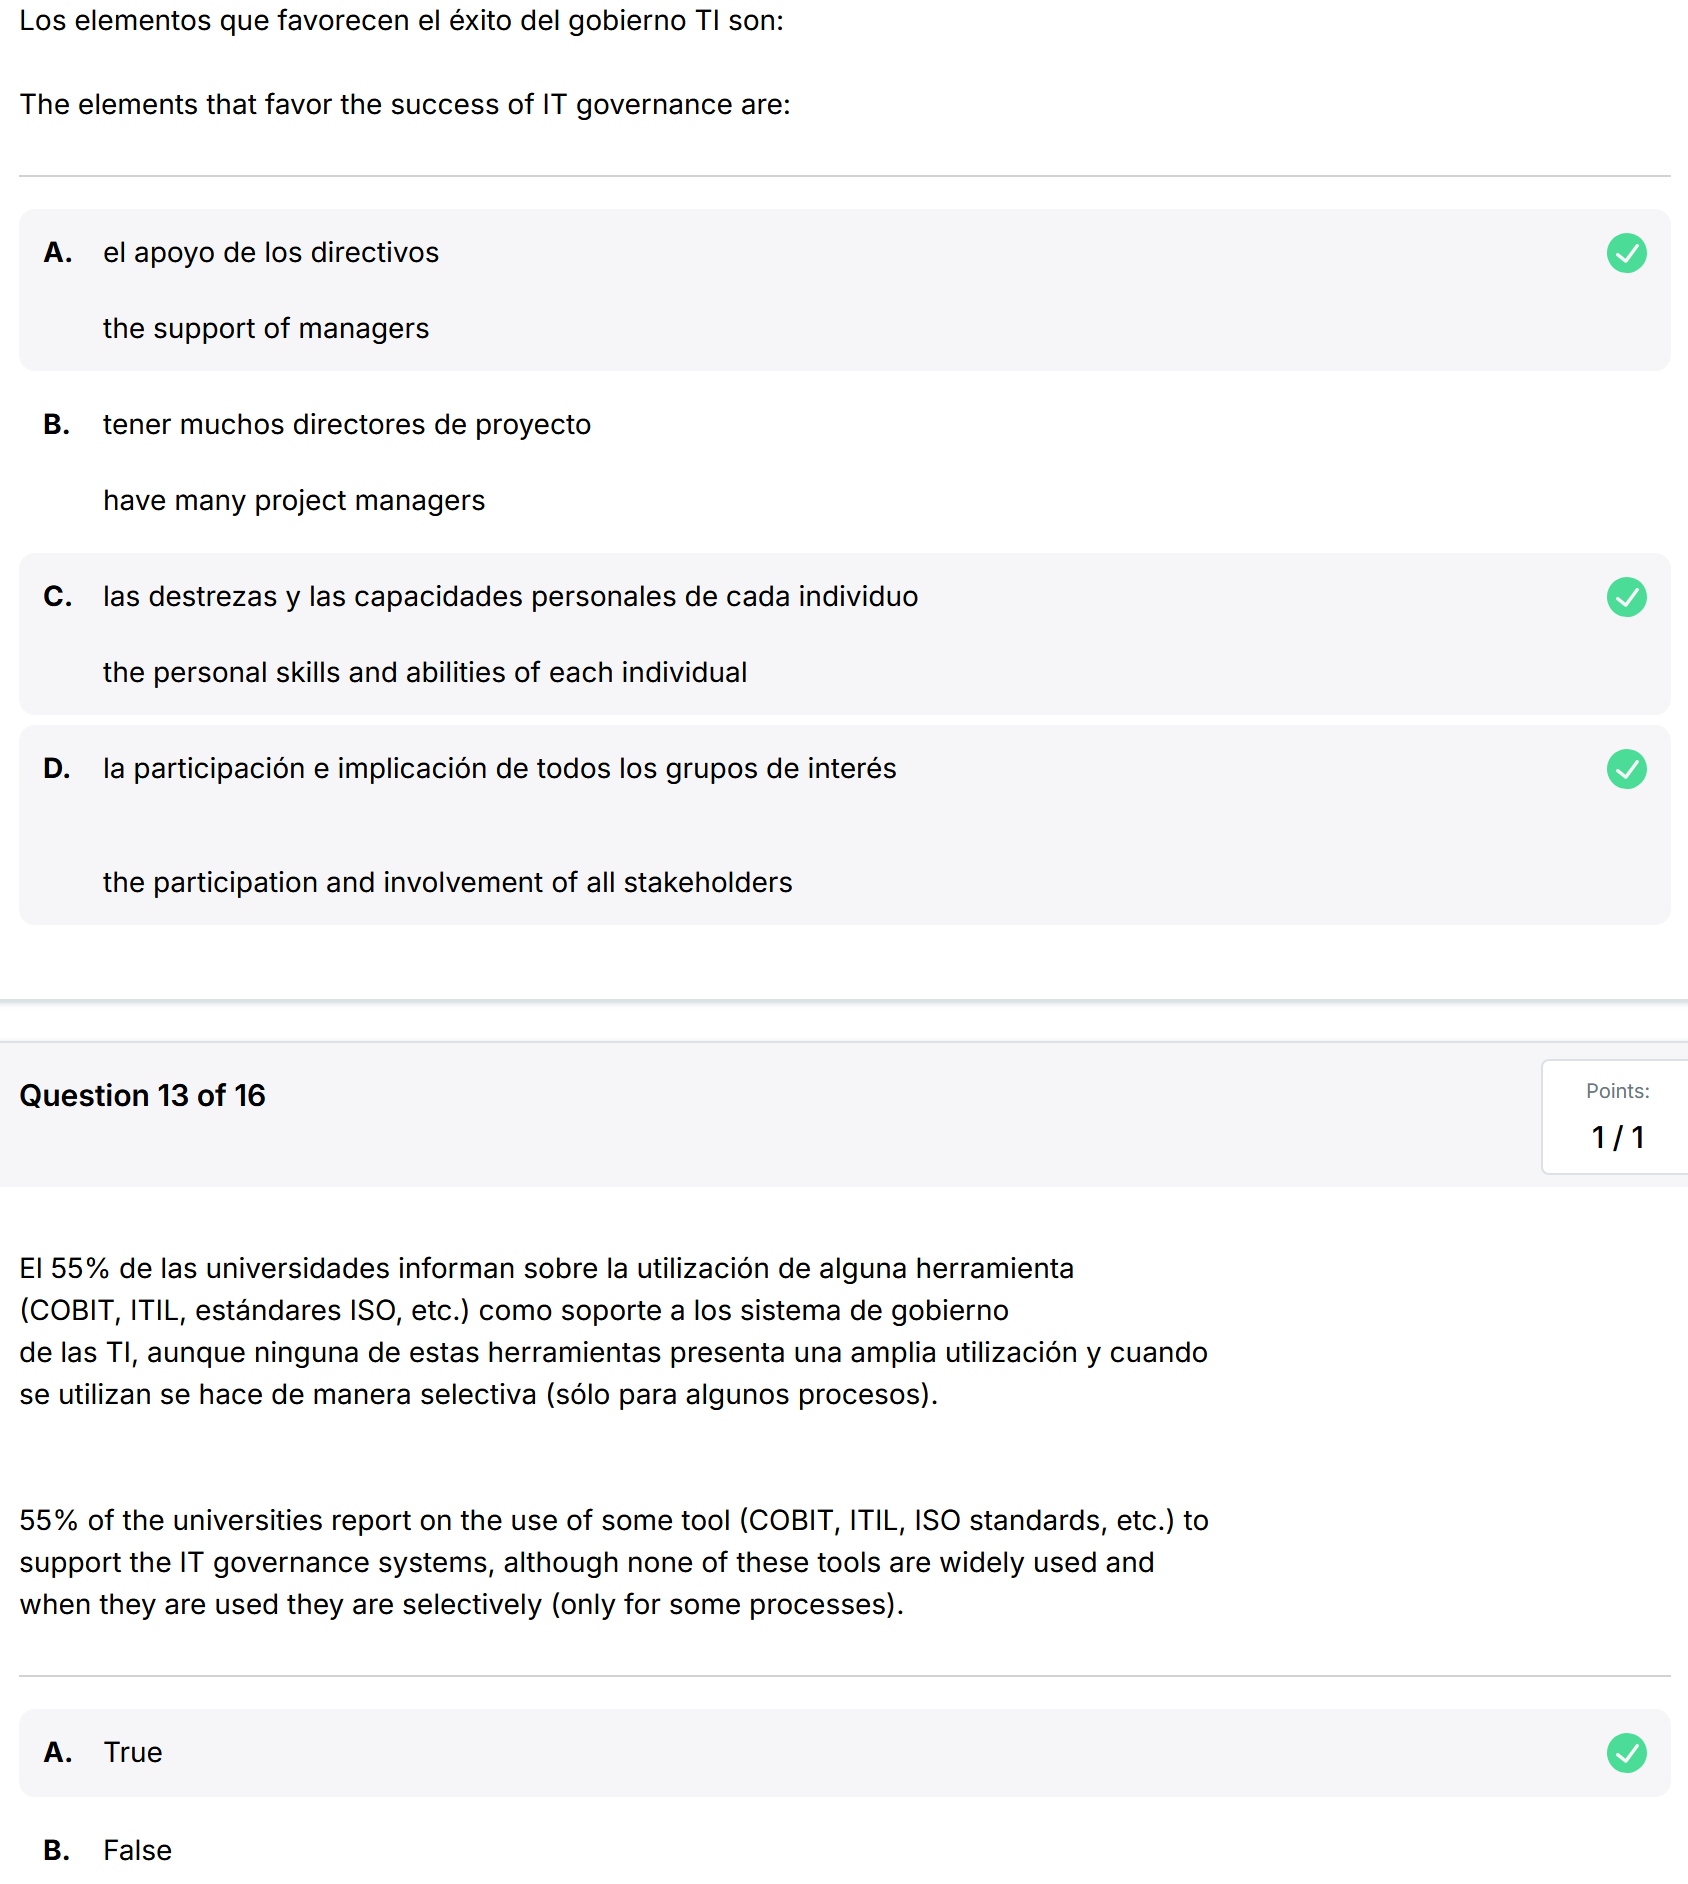 Los elementos que favorecen el éxito del gobierno TI son:
The elements that favor the success of IT governance are:
A. el apoyo de los directivos
the support of managers
B. tener muchos directores de proyecto
have many project managers
C. las destrezas y las capacidades personales de cada individuo
the personal skills and abilities of each individual
D. la participación e implicación de todos los grupos de interés
the participation and involvement of all stakeholders
Question 13 of 16
Points:
1 / 1
El 55% de las universidades informan sobre la utilización de alguna herramienta
(COBIT, ITIL, estándares ISO, etc.) como soporte a los sistema de gobierno
de las TI, aunque ninguna de estas herramientas presenta una amplia utilización y cuando
se utilizan se hace de manera selectiva (sólo para algunos procesos).
55% of the universities report on the use of some tool (COBIT, ITIL, ISO standards, etc.) to
support the IT governance systems, although none of these tools are widely used and
when they are used they are selectively (only for some processes).
A. True
B. False